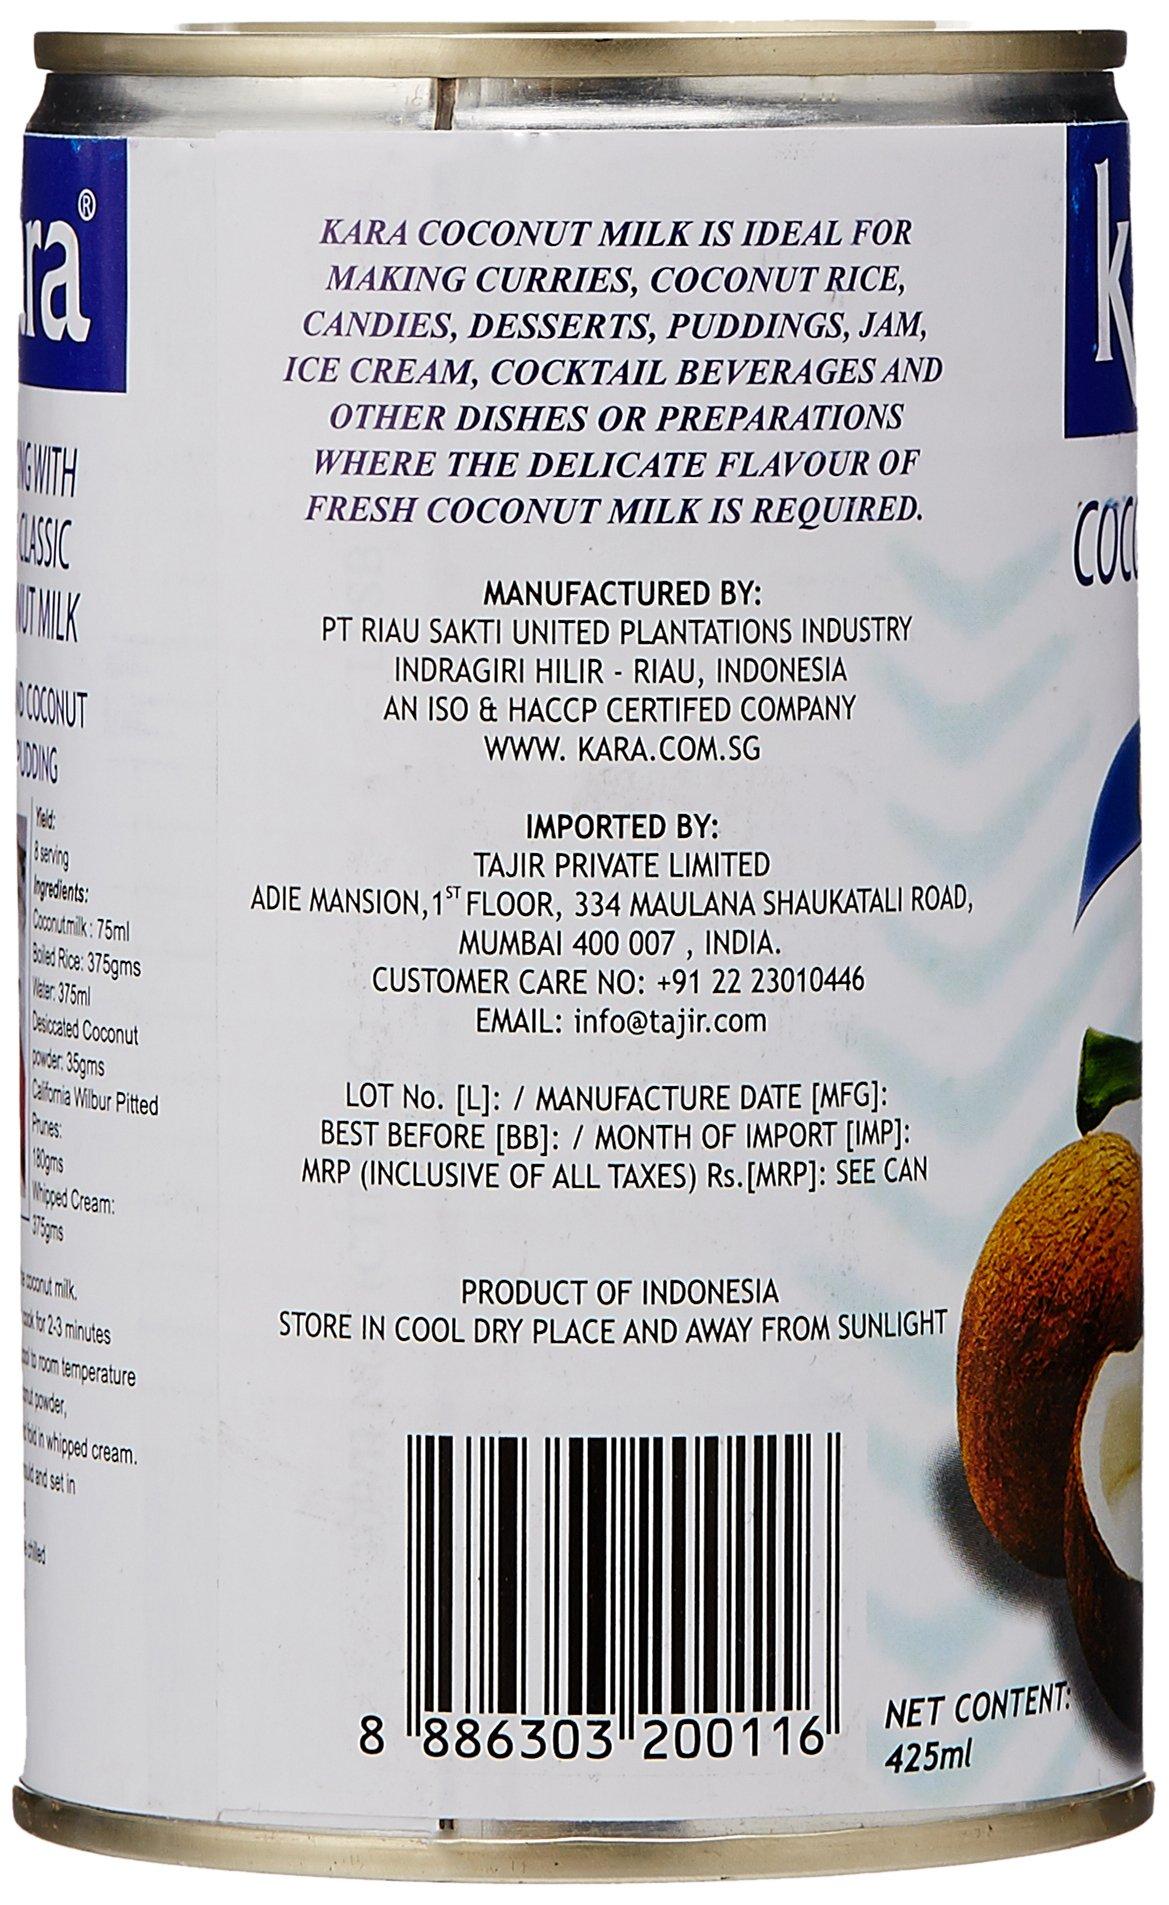 KARA COCONUT MILK IS IDEAL FOR
MAKING CURRIES, COCONUT RICE,
CANDIES, DESSERTS, PUDDINGS, JAM,
ICE CREAM, COCKTAIL BEVERAGES AND
OTHER DISHES OR PREPARATIONS
WHERE THE DELICATE FLAVOUR OF
FRESH COCONUT MILK IS REQUIRED.
MANUFACTURED BY:
PT RIAU SAKTI UNITED PLANTATIONS INDUSTRY
INDRAGIRI HILIR - RIAU, INDONESIA
AN ISO & HACCP CERTIFED COMPANY
WWW. KARA.COM.SG
IMPORTED BY:
TAJIR PRIVATE LIMITED
ADIE MANSION,1ST FLOOR, 334 MAULANA SHAUKATALI ROAD,
MUMBAI 400 007 , INDIA.
CUSTOMER CARE NO: +91 22 23010446
EMAIL: info@tajir.com
LOT No. [L]: / MANUFACTURE DATE [MFG]:
BEST BEFORE [BB]: / MONTH OF IMPORT [IMP]:
MRP (INCLUSIVE OF ALL TAXES) Rs.[MRP]: SEE CAN
PRODUCT OF INDONESIA
STORE IN COOL DRY PLACE AND AWAY FROM SUNLIGHT
8 886303 200116
NET CONTENT:
425ml
ra®
WITH
CLASSIC
MILK
COCONUT
Yield:
8 serving
Ingredients:
Coconutmilk : 75ml
Boiled Rice: 375gms
Water: 375ml
Desiccated Coconut
powder: 35gms
California Wilbur Pitted
Prunes:
180gms
Whipped Cream:
375gms
coconut milk.
for 2-3 minutes
to room temperature
powder,
fold in whipped cream.
and set in
chilled
k
COC